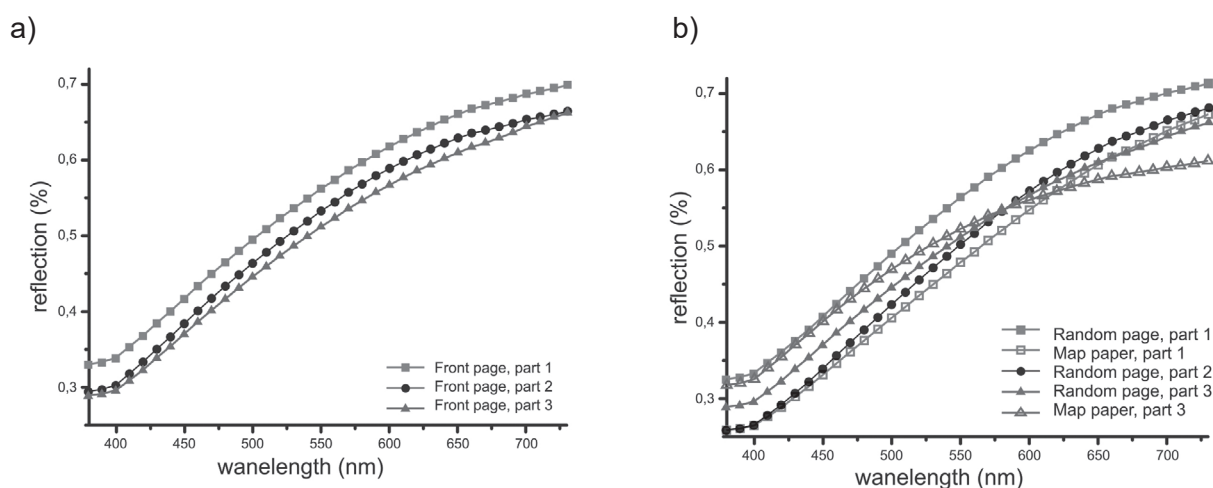 a)
0,7
0,6
0,5
0,4
0,3
reflection (%)
400 450 500 550 600 650 700
wanelength (nm)
Front page, part 1
Front page, part 2
Front page, part 3
b)
0,7
0,6
0,5
0,4
0,3
reflection (%)
400 450 500 550 600 650 700
wanelength (nm)
Random page, part 1
Map paper, part 1
Random page, part 2
Random page, part 3
Map paper, part 3